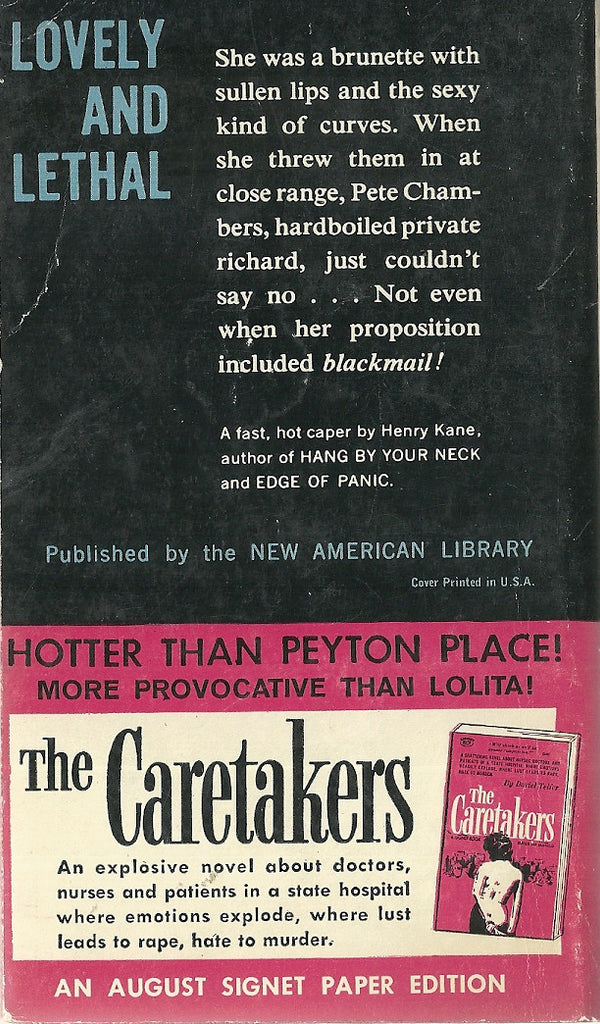 LOVELY
AND
LETHAL
She was a brunette with
sullen lips and the sexy
kind of curves. When
she threw them in at
close range, Pete Cham-
bers, hardboiled private
richard, just couldn't
say no . . . Not even
when her proposition
included blackmail!
A fast, hot caper by Henry Kane,
author of HANG BY YOUR NECK
and EDGE OF PANIC.
Published by the NEW AMERICAN LIBRARY
Cover Printed in U.S.A.
HOTTER THAN PEYTON PLACE!
MORE PROVOCATIVE THAN LOLITA!
The Caretakers
An explosive novel about doctors,
nurses and patients in a state hospital
where emotions explode, where lust
leads to rape, hate to murder.
By Dariel Telfer
The
Caretakers
AN AUGUST SIGNET PAPER EDITION